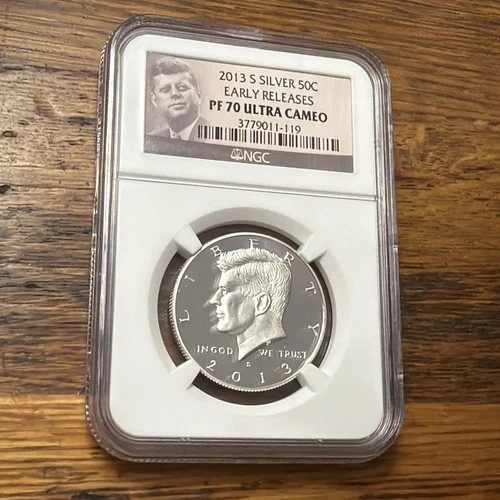 2013 S SILVER 50C
EARLY RELEASES
PF 70 ULTRA CAMEO
3779011-119
NGC
LIBERTY
IN GOD WE TRUST
S
2013